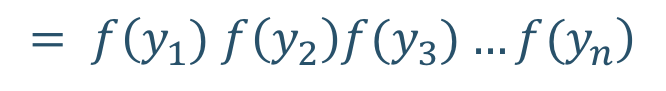 = f(y₁) f(y₂)f(y₃) ...f(yₙ)